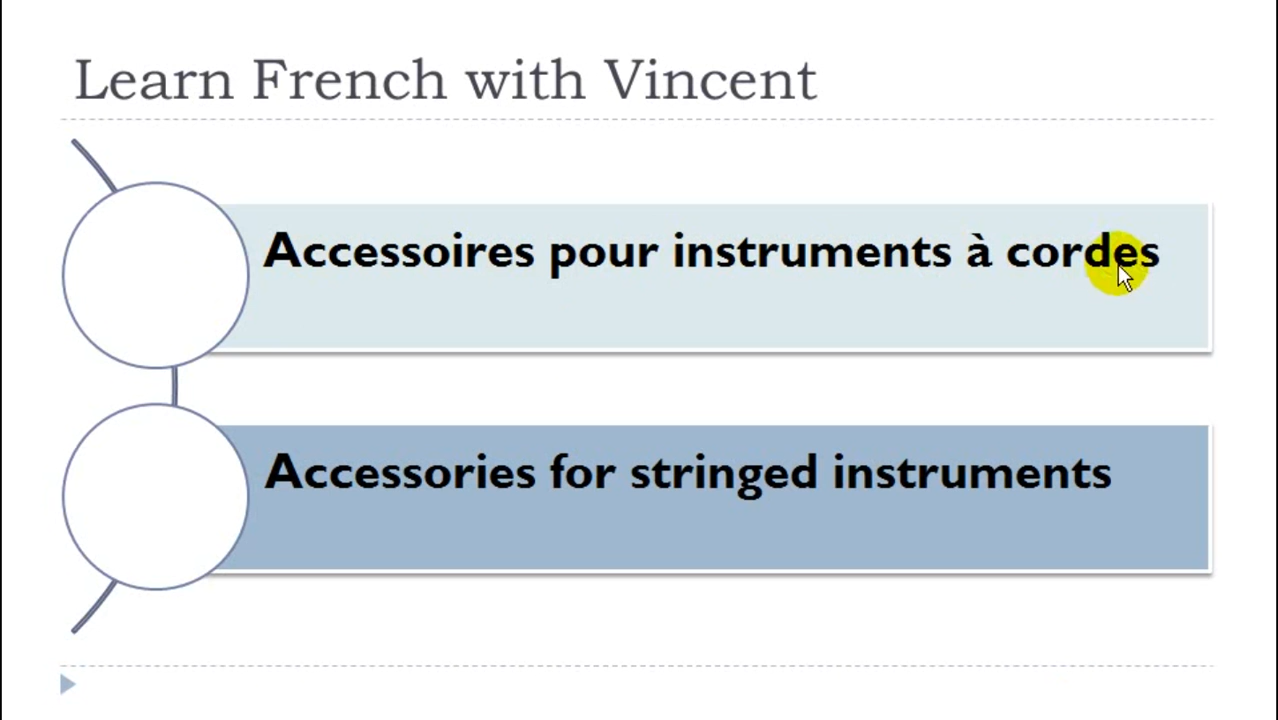 Learn French with Vincent
Accessoires pour instruments à cordes
Accessories for stringed instruments